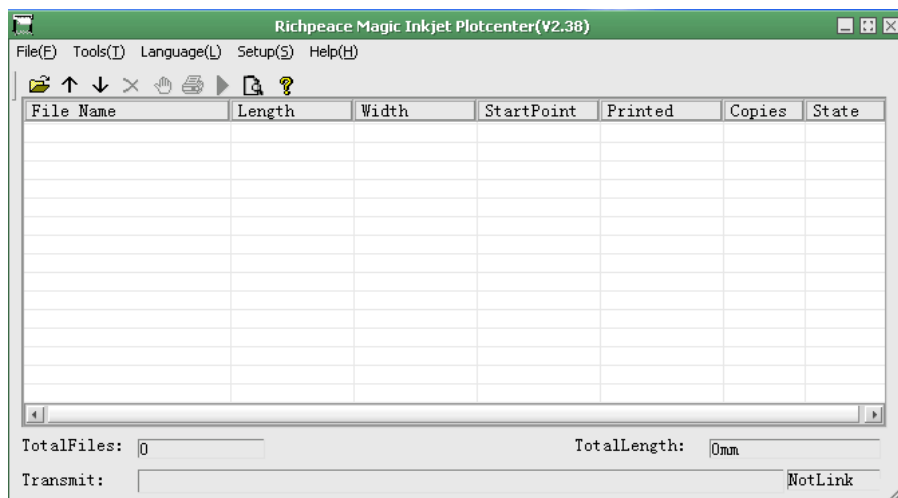 Richpeace Magic Inkjet Plotcenter(V2.38)
File(F) Tools(T) Language(L) Setup(S) Help(H)
File Name Length Width StartPoint Printed Copies State
TotalFiles: 0 TotalLength: 0mm
Transmit: NotLink